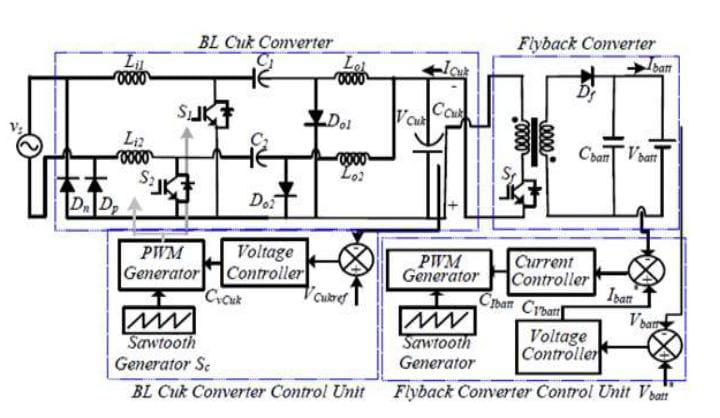 BL Cuk Converter
Flyback Converter
Li1
C1
Lo1
ICuk
Ibatt
S1
Do1
VCuk
CCuk
-
Df
vs
Li2
C2
Lo2
Cbatt
Vbatt
S2
Sf
Dn
Dp
Do2
+
PWM
Generator
Voltage
Controller
CvCuk
VCukref
Sawtooth
Generator Sc
PWM
Generator
Current
Controller
CIbatt
Ibatt*
CVbatt
Vbatt
Sawtooth
Generator
Voltage
Controller
BL Cuk Converter Control Unit
Flyback Converter Control Unit
Vbatt*